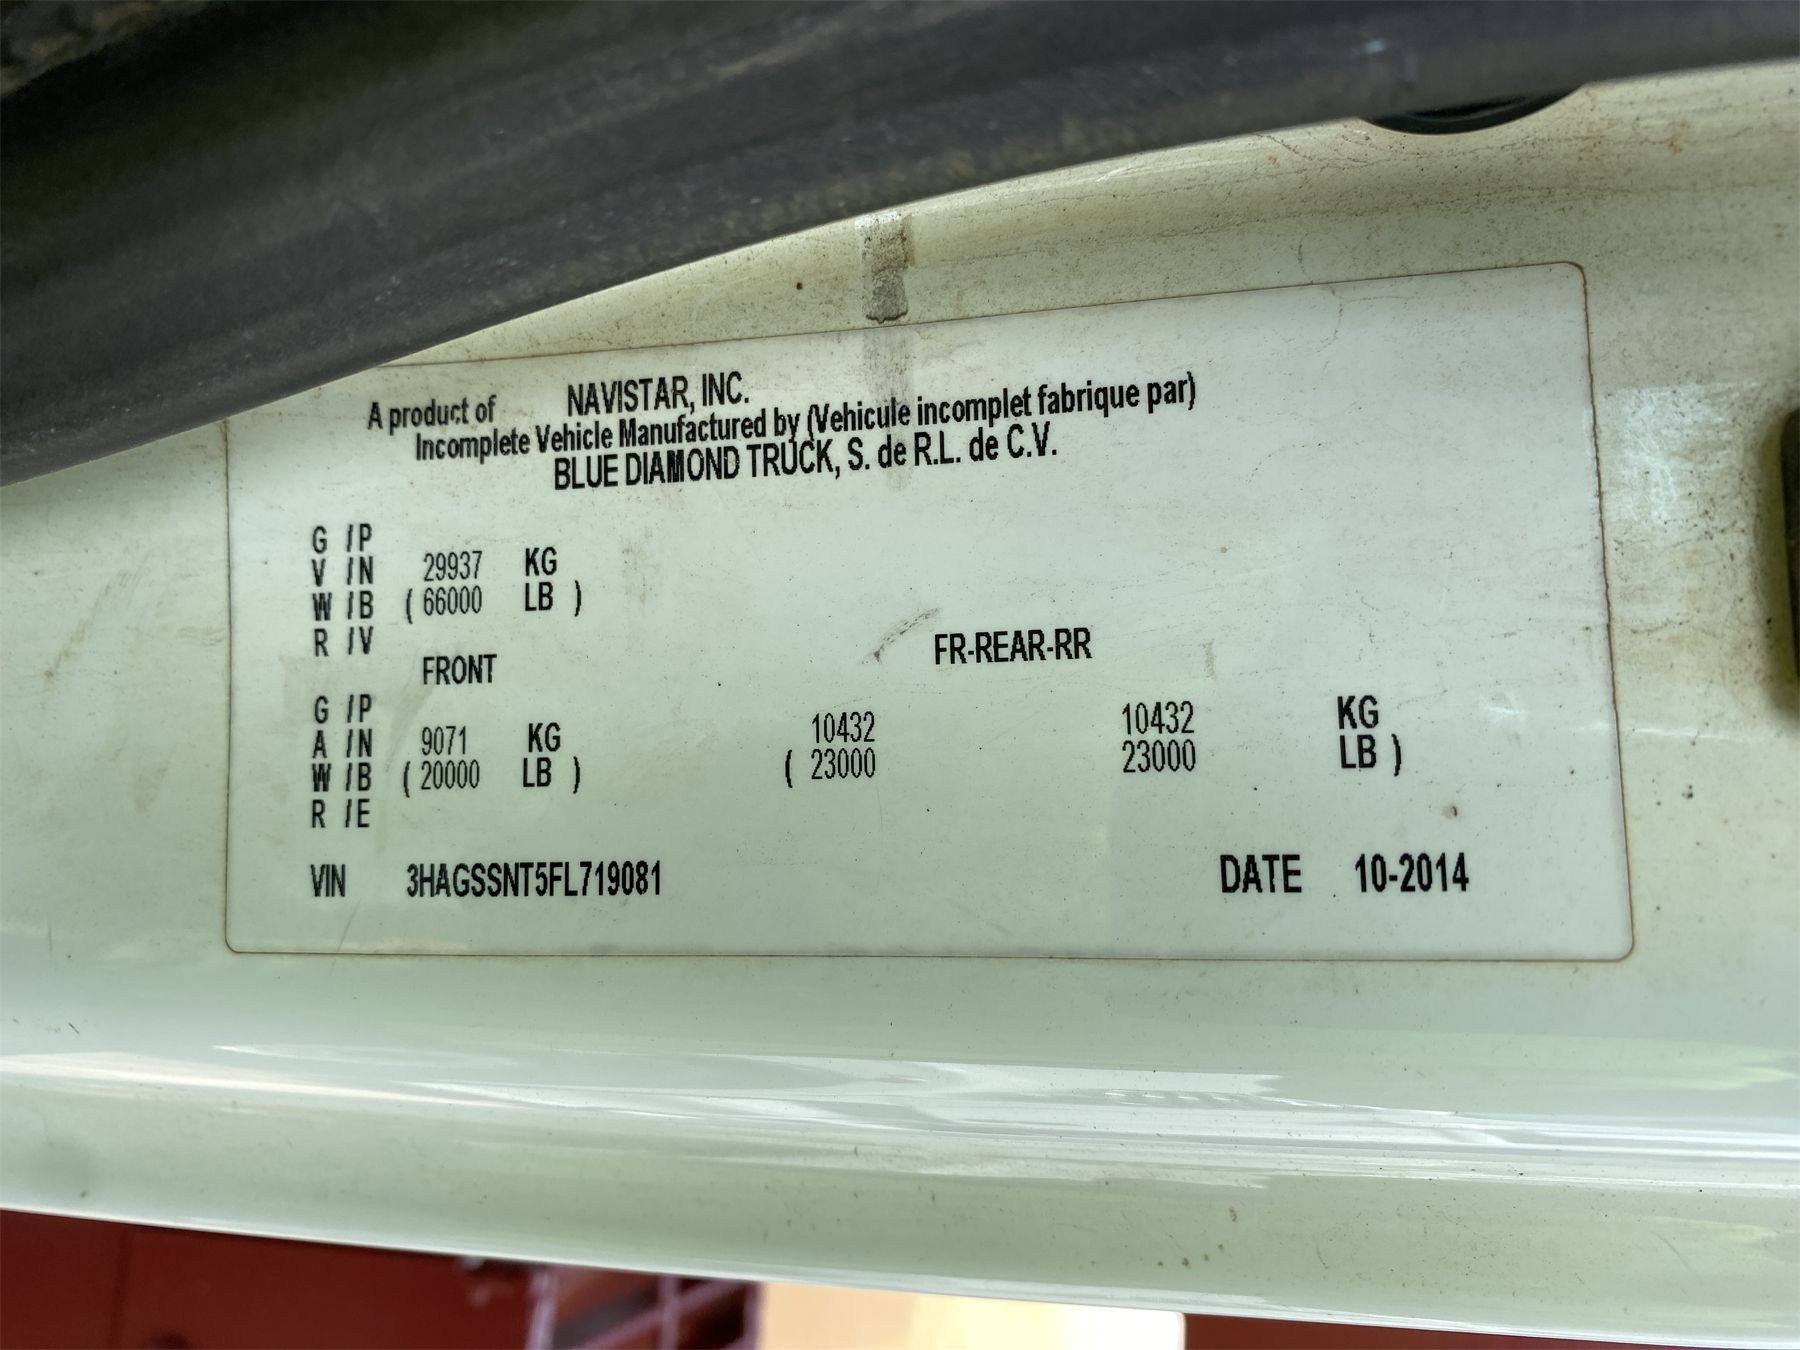 A product of NAVISTAR, INC.
Incomplete Vehicle Manufactured by (Vehicule incomplet fabrique par)
BLUE DIAMOND TRUCK, S. de R.L. de C.V.
G /P
V /N 29937 KG
W /B ( 66000 LB )
R /V
FRONT FR-REAR-RR
G /P
A /N 9071 KG 10432 10432 KG
W /B ( 20000 LB ) ( 23000 23000 LB )
R /E
VIN 3HAGSSNT5FL719081 DATE 10-2014